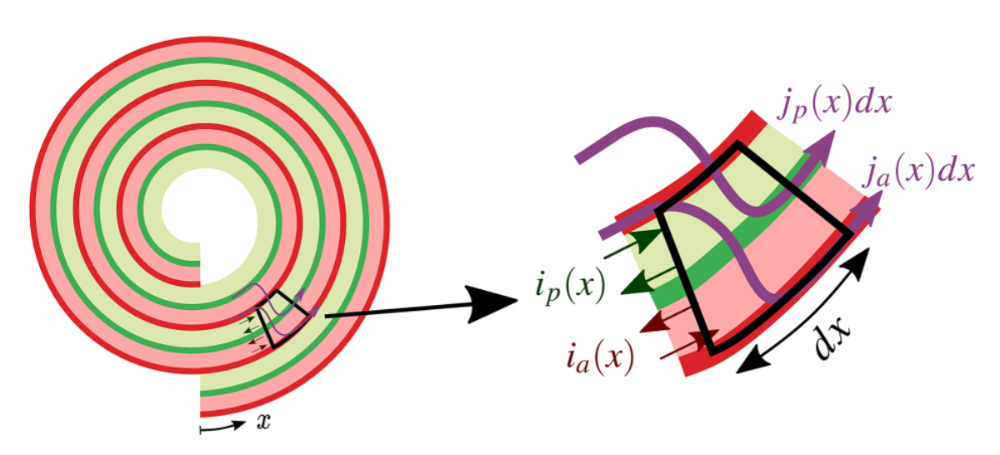 j_p(x)dx
j_a(x)dx
i_p(x)
i_a(x)
dx
x